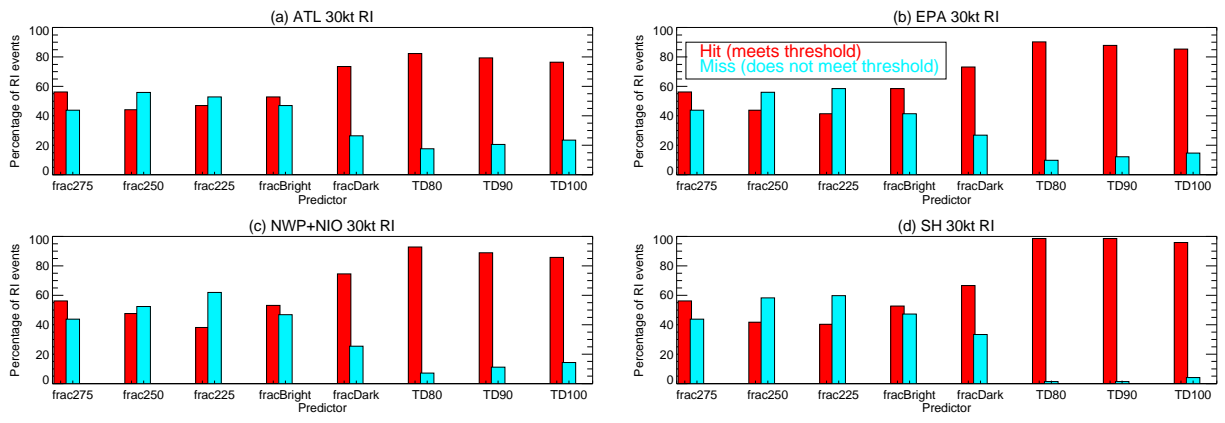 (a) ATL 30kt RI
Percentage of RI events
100
80
60
40
20
0
frac275 frac250 frac225 fracBright fracDark TD80 TD90 TD100
Predictor
(b) EPA 30kt RI
Hit (meets threshold)
Miss (does not meet threshold)
Percentage of RI events
100
80
60
40
20
0
frac275 frac250 frac225 fracBright fracDark TD80 TD90 TD100
Predictor
(c) NWP+NIO 30kt RI
Percentage of RI events
100
80
60
40
20
0
frac275 frac250 frac225 fracBright fracDark TD80 TD90 TD100
Predictor
(d) SH 30kt RI
Percentage of RI events
100
80
60
40
20
0
frac275 frac250 frac225 fracBright fracDark TD80 TD90 TD100
Predictor